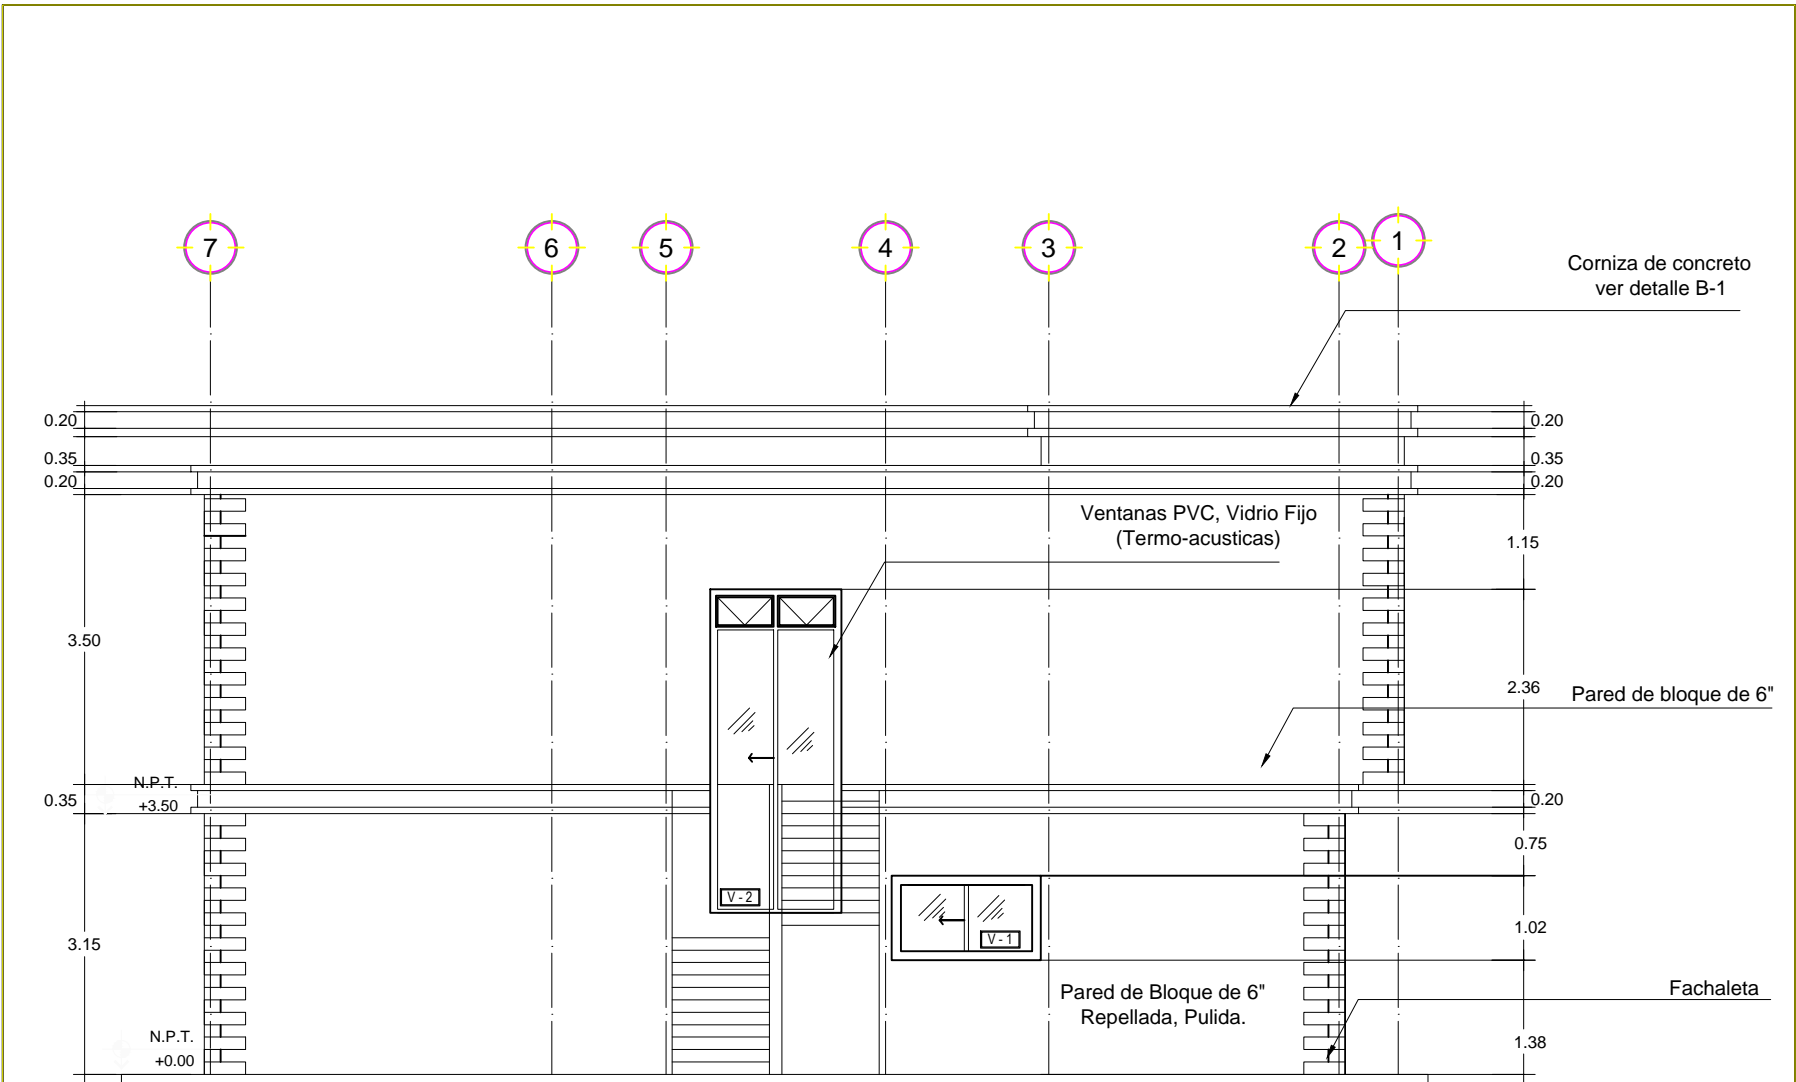 7
6
5
4
3
2
1
Corniza de concreto
ver detalle B-1
0.20
0.20
0.35
0.35
0.20
0.20
Ventanas PVC, Vidrio Fijo
(Termo-acusticas)
1.15
3.50
2.36
Pared de bloque de 6"
N.P.T.
+3.50
0.35
0.20
0.75
V - 2
V - 1
1.02
3.15
Pared de Bloque de 6"
Repellada, Pulida.
Fachaleta
N.P.T.
+0.00
1.38